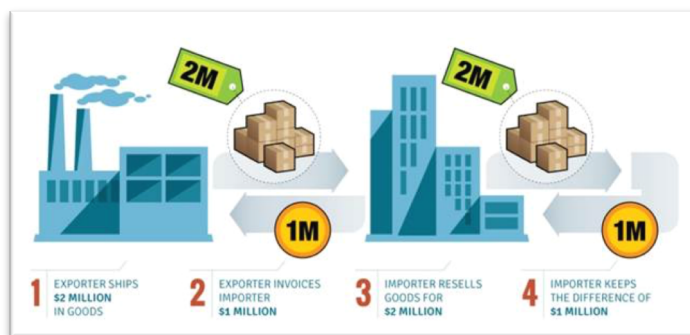 2M
2M
1M
1M
1
EXPORTER SHIPS
$2 MILLION
IN GOODS
2
EXPORTER INVOICES
IMPORTER
$1 MILLION
3
IMPORTER RESELLS
GOODS FOR
$2 MILLION
4
IMPORTER KEEPS
THE DIFFERENCE OF
$1 MILLION